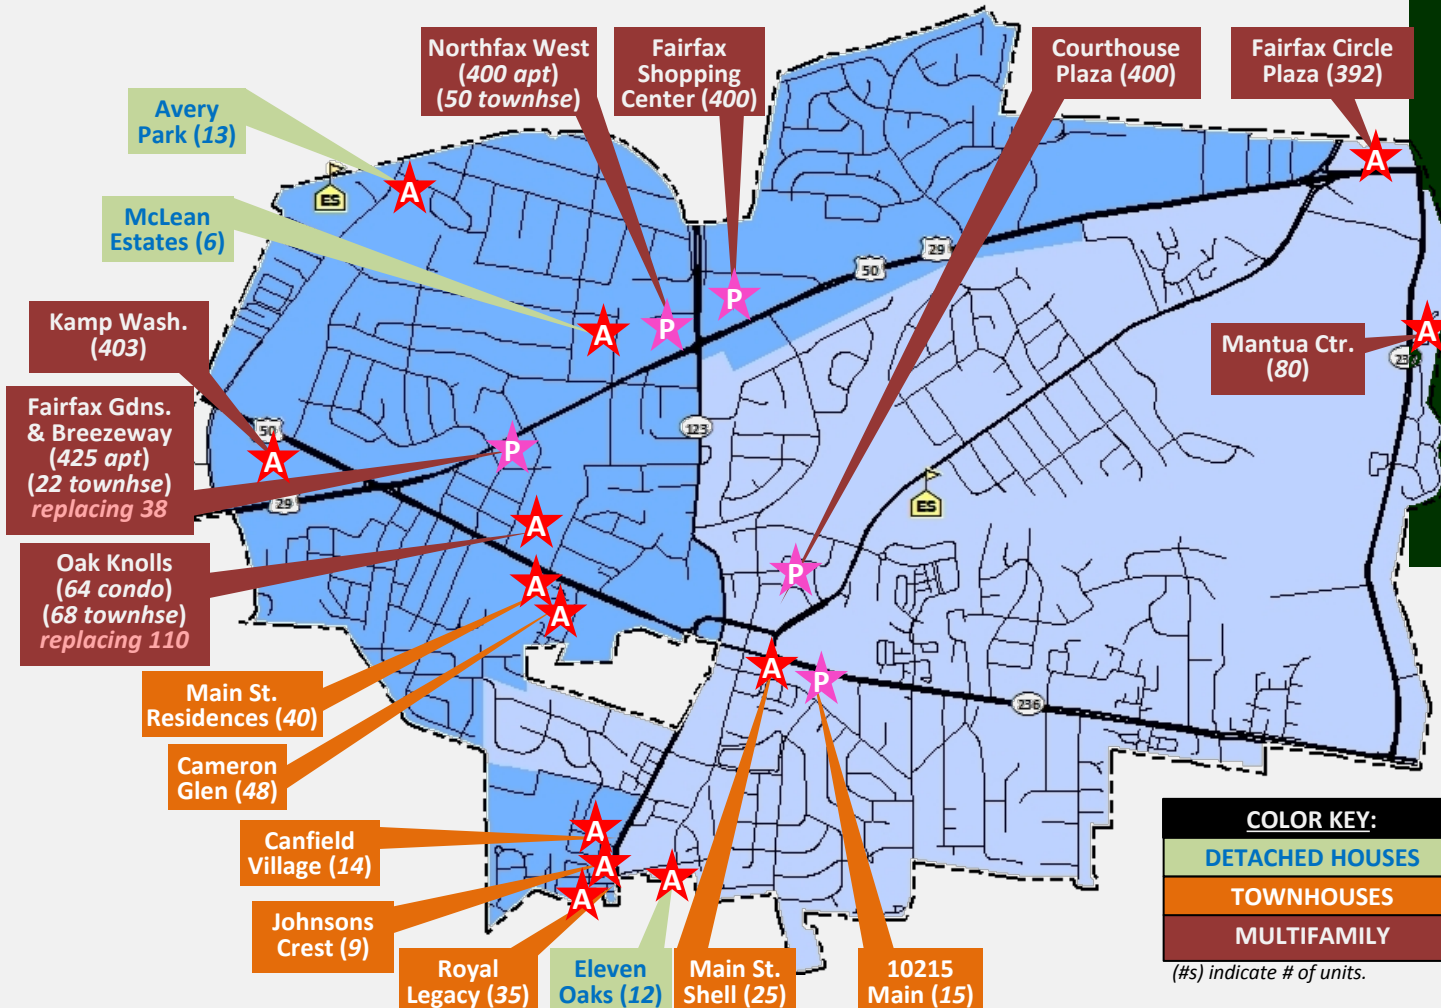 Northfax West
(400 apt)
(50 townhse)
Fairfax
Shopping
Center (400)
Courthouse
Plaza (400)
Fairfax Circle
Plaza (392)
Avery
Park (13)
McLean
Estates (6)
Kamp Wash.
(403)
Fairfax Gdns.
& Breezeway
(425 apt)
(22 townhse)
replacing 38
Oak Knolls
(64 condo)
(68 townhse)
replacing 110
Mantua Ctr.
(80)
Main St.
Residences (40)
Cameron
Glen (48)
Canfield
Village (14)
Johnsons
Crest (9)
Royal
Legacy (35)
Eleven
Oaks (12)
Main St.
Shell (25)
10215
Main (15)
A
ES
A
P
P
29
50
A
A
50
A
29
P
123
A
A
A
ES
P
A
P
236
A
A
A
A
COLOR KEY:
DETACHED HOUSES
TOWNHOUSES
MULTIFAMILY
(#s) indicate # of units.